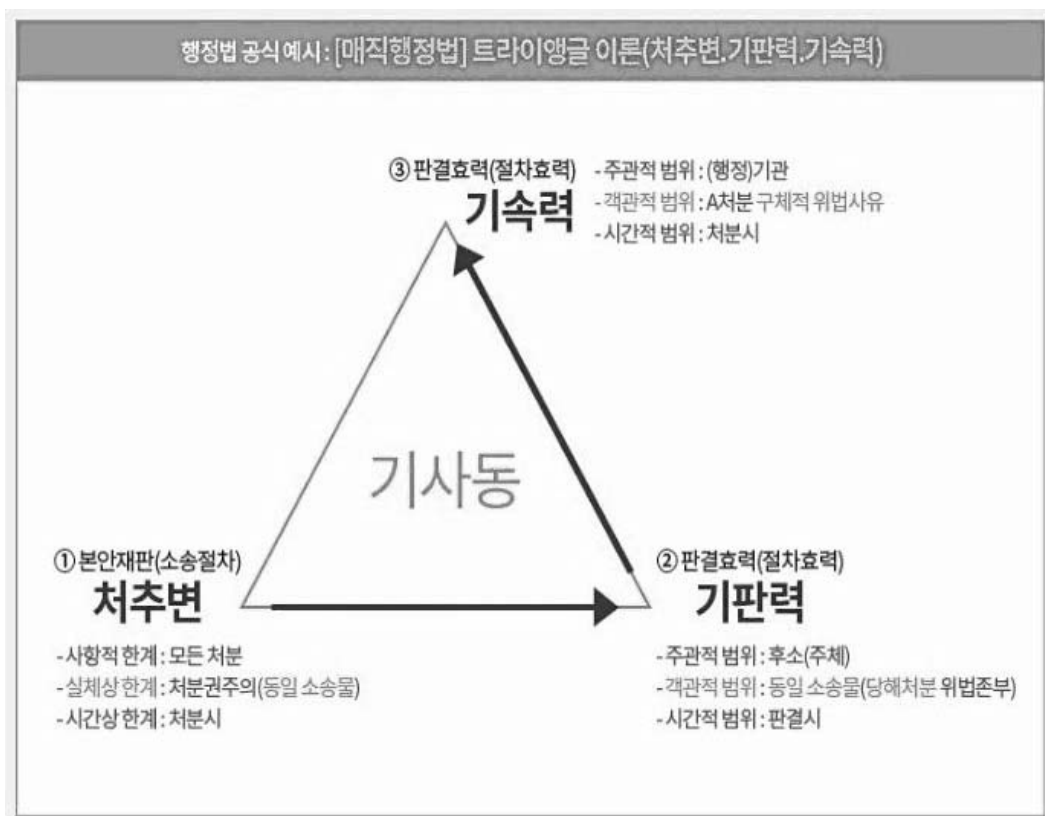 행정법 공식 예시 : [매직행정법] 트라이앵글 이론(처추변.기판력.기속력)
③ 판결효력(절차효력)
기속력
- 주관적 범위 : (행정)기관
- 객관적 범위 : A처분 구체적 위법사유
- 시간적 범위 : 처분시
기사동
① 본안재판(소송절차)
처추변
- 사항적 한계 : 모든 처분
- 실체상 한계 : 처분권주의(동일 소송물)
- 시간상 한계 : 처분시
② 판결효력(절차효력)
기판력
- 주관적 범위 : 후소(주체)
- 객관적 범위 : 동일 소송물(당해처분 위법존부)
- 시간적 범위 : 판결시